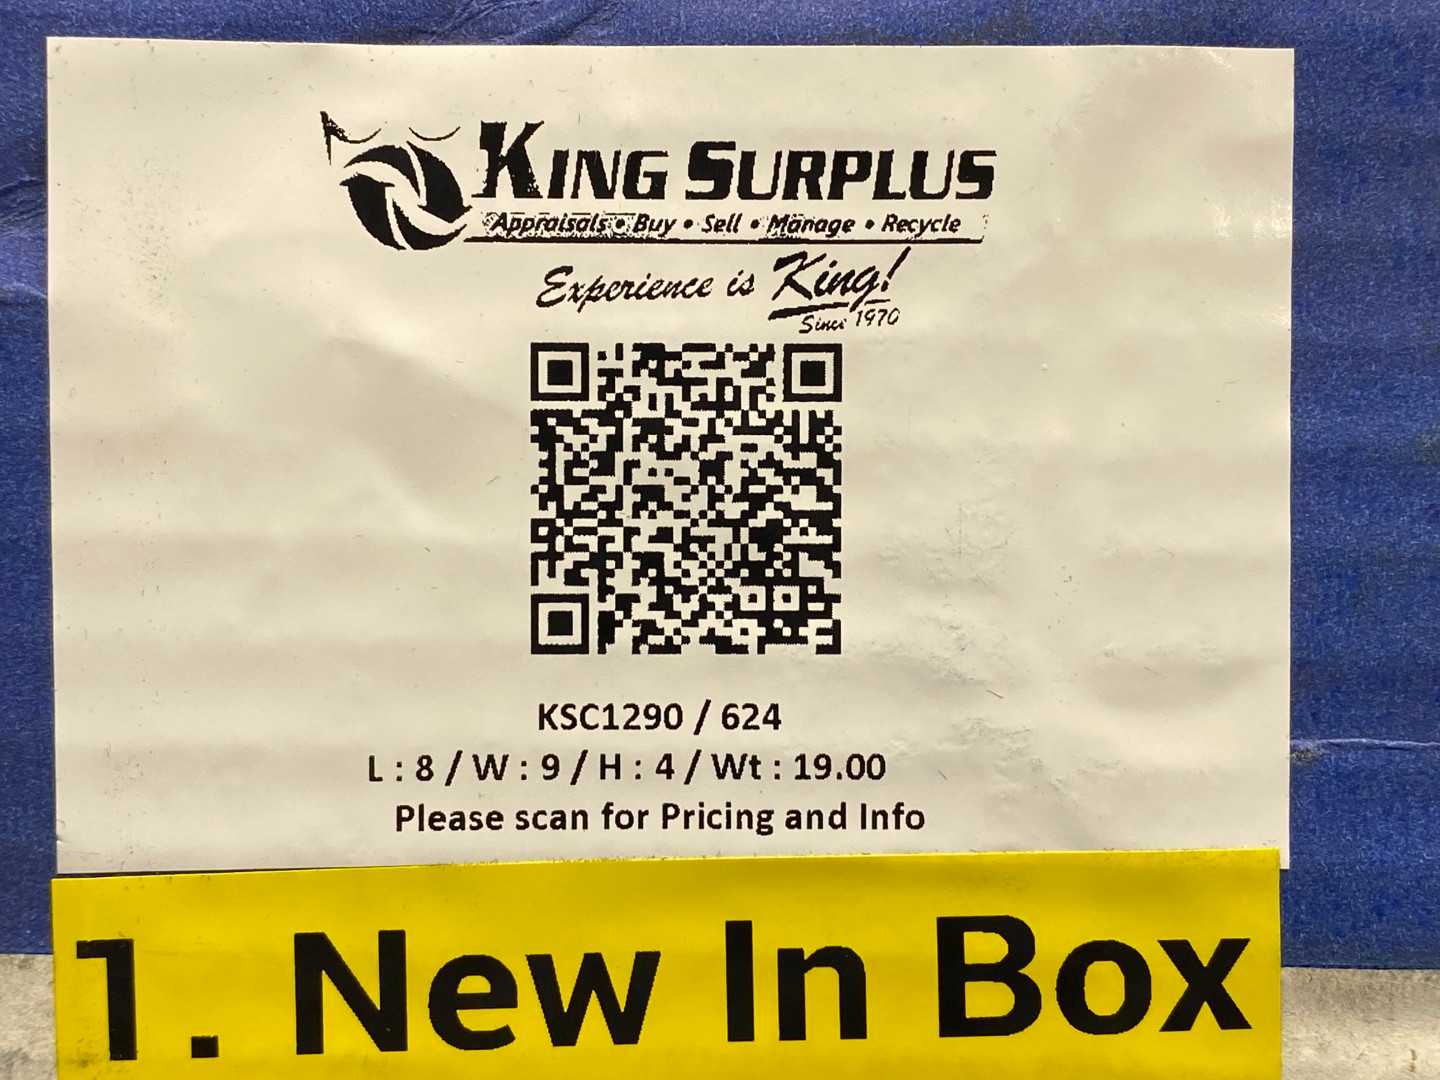 KING SURPLUS
Appraisals • Buy • Sell • Manage • Recycle
Experience is King!
Since 1970
KSC1290 / 624
L : 8 / W : 9 / H : 4 / Wt : 19.00
Please scan for Pricing and Info
1. New In Box